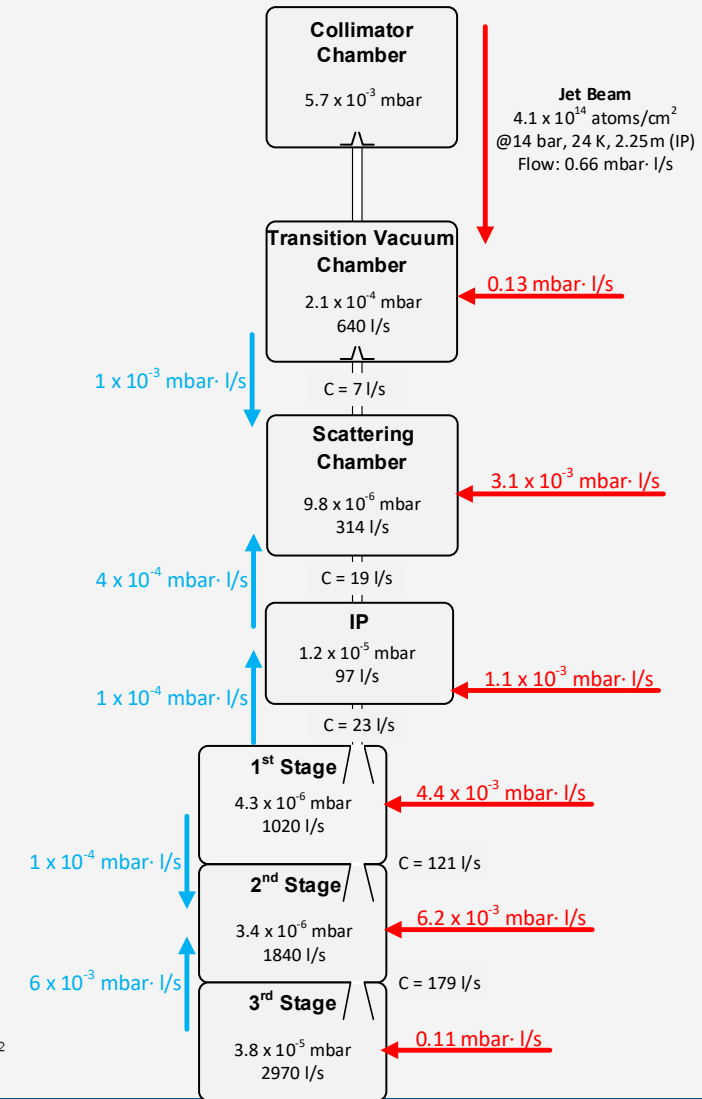 Collimator
Chamber
5.7 x 10⁻³ mbar
Jet Beam
4.1 x 10¹⁴ atoms/cm²
@14 bar, 24 K, 2.25m (IP)
Flow: 0.66 mbar· l/s
Transition Vacuum
Chamber
2.1 x 10⁻⁴ mbar
640 l/s
0.13 mbar· l/s
1 x 10⁻³ mbar· l/s
C = 7 l/s
Scattering
Chamber
9.8 x 10⁻⁶ mbar
314 l/s
3.1 x 10⁻³ mbar· l/s
4 x 10⁻⁴ mbar· l/s
C = 19 l/s
IP
1.2 x 10⁻⁵ mbar
97 l/s
1.1 x 10⁻³ mbar· l/s
1 x 10⁻⁴ mbar· l/s
C = 23 l/s
1ˢᵗ Stage
4.3 x 10⁻⁶ mbar
1020 l/s
4.4 x 10⁻³ mbar· l/s
1 x 10⁻⁴ mbar· l/s
C = 121 l/s
2ⁿᵈ Stage
3.4 x 10⁻⁶ mbar
1840 l/s
6.2 x 10⁻³ mbar· l/s
6 x 10⁻³ mbar· l/s
C = 179 l/s
3ʳᵈ Stage
3.8 x 10⁻⁵ mbar
2970 l/s
0.11 mbar· l/s
2